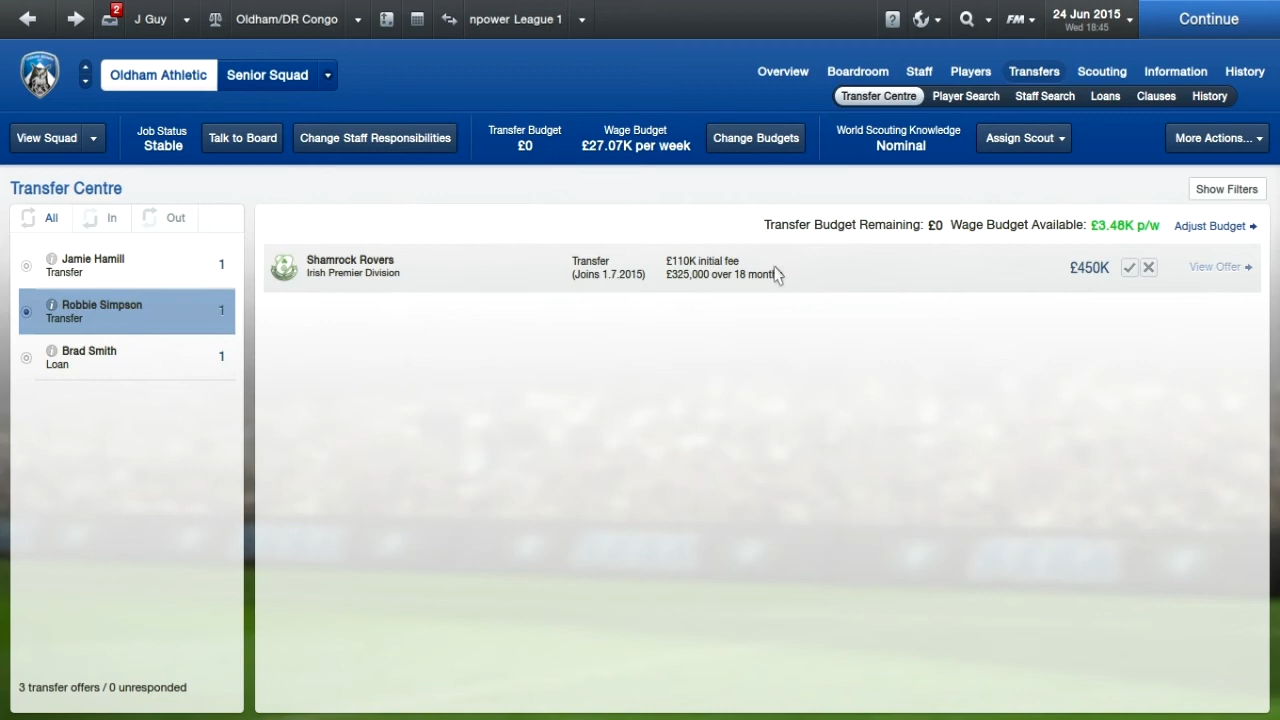 2
J Guy
Oldham/DR Congo
npower League 1
?
FM
24 Jun 2015
Wed 18:45
Continue
Oldham Athletic
Senior Squad
Overview
Boardroom
Staff
Players
Transfers
Scouting
Information
History
Transfer Centre
Player Search
Staff Search
Loans
Clauses
History
View Squad
Job Status
Stable
Talk to Board
Change Staff Responsibilities
Transfer Budget
£0
Wage Budget
£27.07K per week
Change Budgets
World Scouting Knowledge
Nominal
Assign Scout
More Actions...
Transfer Centre
Show Filters
All
In
Out
Transfer Budget Remaining: £0 Wage Budget Available: £3.48K p/w Adjust Budget
Jamie Hamill
Transfer
1
Robbie Simpson
Transfer
1
Brad Smith
Loan
1
Shamrock Rovers
Irish Premier Division
Transfer
(Joins 1.7.2015)
£110K initial fee
£325,000 over 18 months
£450K
View Offer
3 transfer offers / 0 unresponded